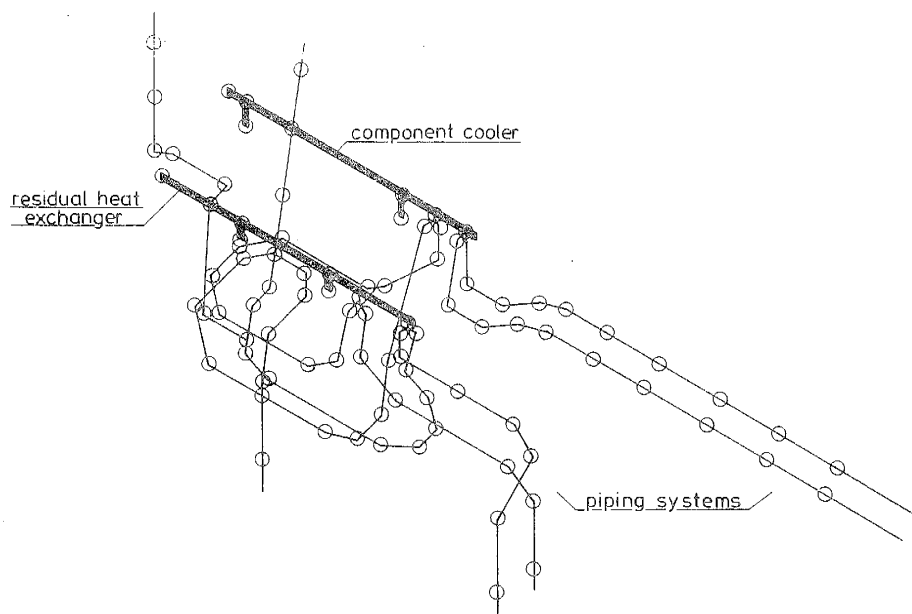 component cooler
residual heat
exchanger
piping systems